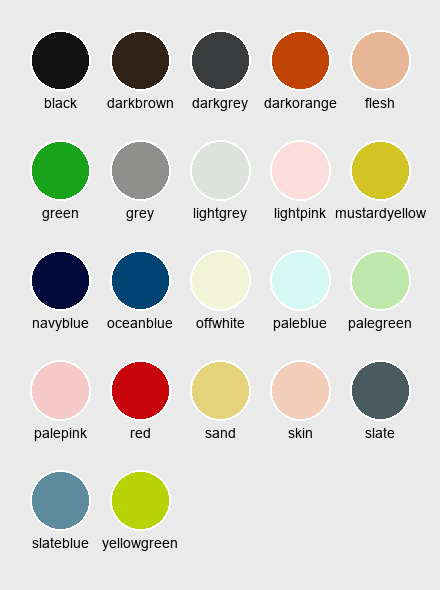 black darkbrown darkgrey darkorange flesh
green grey lightgrey lightpink mustardyellow
navyblue oceanblue offwhite paleblue palegreen
palepink red sand skin slate
slateblue yellowgreen